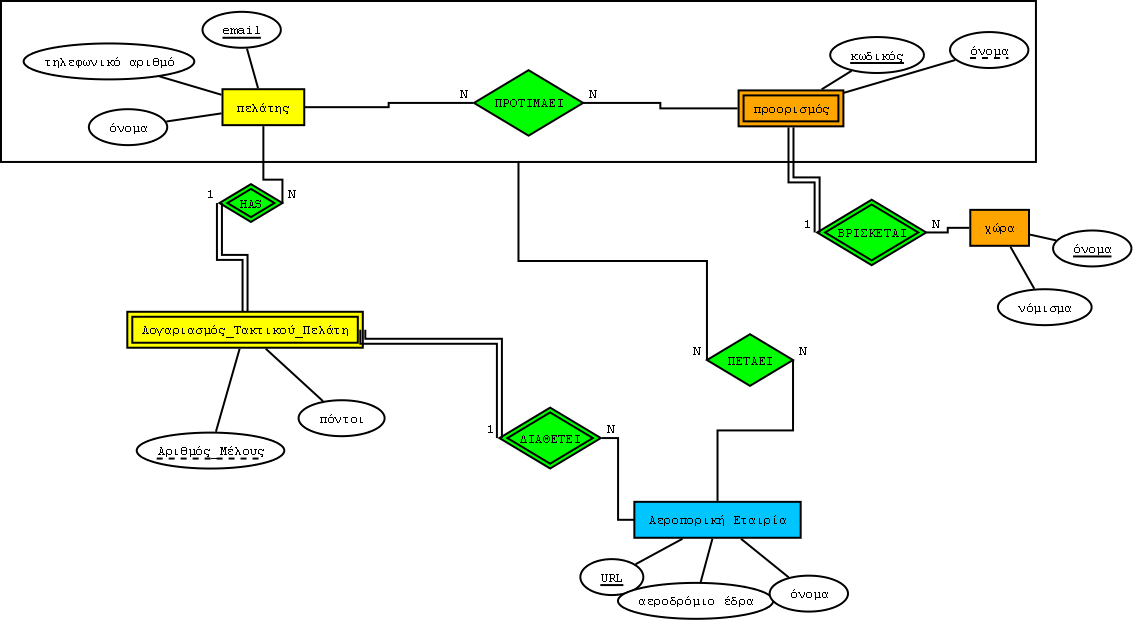 email
τηλεφωνικό αριθμό
όνομα
πελάτης
N
ΠΡΟΤΙΜΑΕΙ
N
κωδικός
όνομα
προορισμός
1
HAS
N
1
ΒΡΙΣΚΕΤΑΙ
N
χώρα
όνομα
νόμισμα
Λογαριασμός_Τακτικού_Πελάτη
N
ΠΕΤΑΕΙ
N
πόντοι
Αριθμός_Μέλους
1
ΔΙΑΘΕΤΕΙ
N
Αεροπορική Εταιρία
URL
αεροδρόμιο έδρα
όνομα